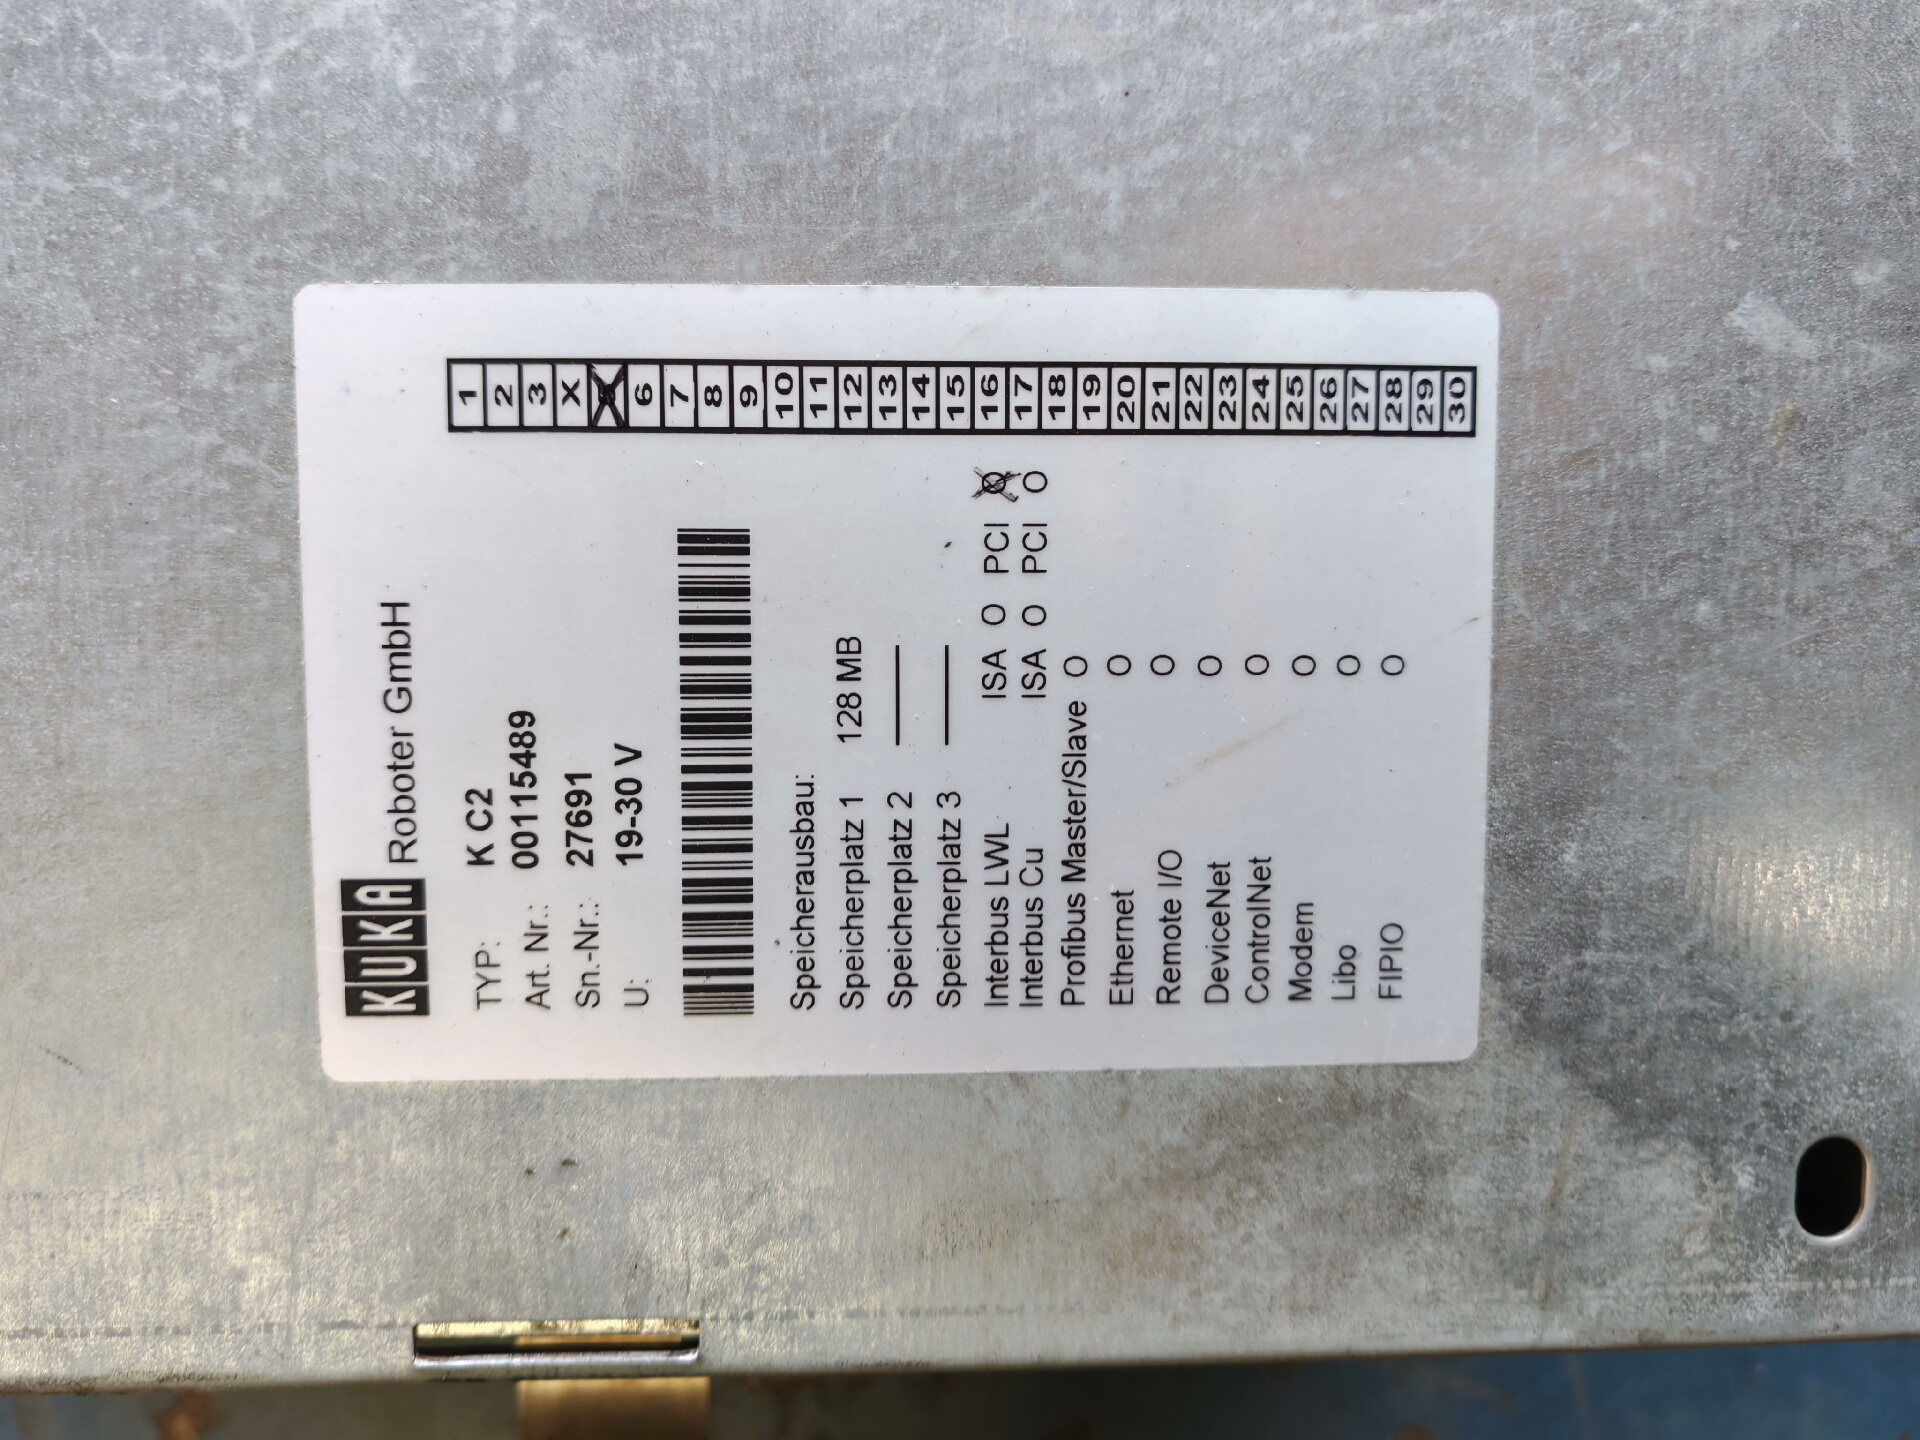 KUKA Roboter GmbH
TYP: K C2
Art. Nr.: 00115489
Sn.-Nr.: 27691
U: 19-30 V
Speicherausbau:
Speicherplatz 1 128 MB
Speicherplatz 2
Speicherplatz 3
Interbus LWL ISA O PCI O
Interbus Cu ISA O PCI O
Profibus Master/Slave O
Ethernet O
Remote I/O O
DeviceNet O
ControlNet O
Modem O
Libo O
FIPIO O
1 2 3 X 5 6 7 8 9 10 11 12 13 14 15 16 17 18 19 20 21 22 23 24 25 26 27 28 29 30